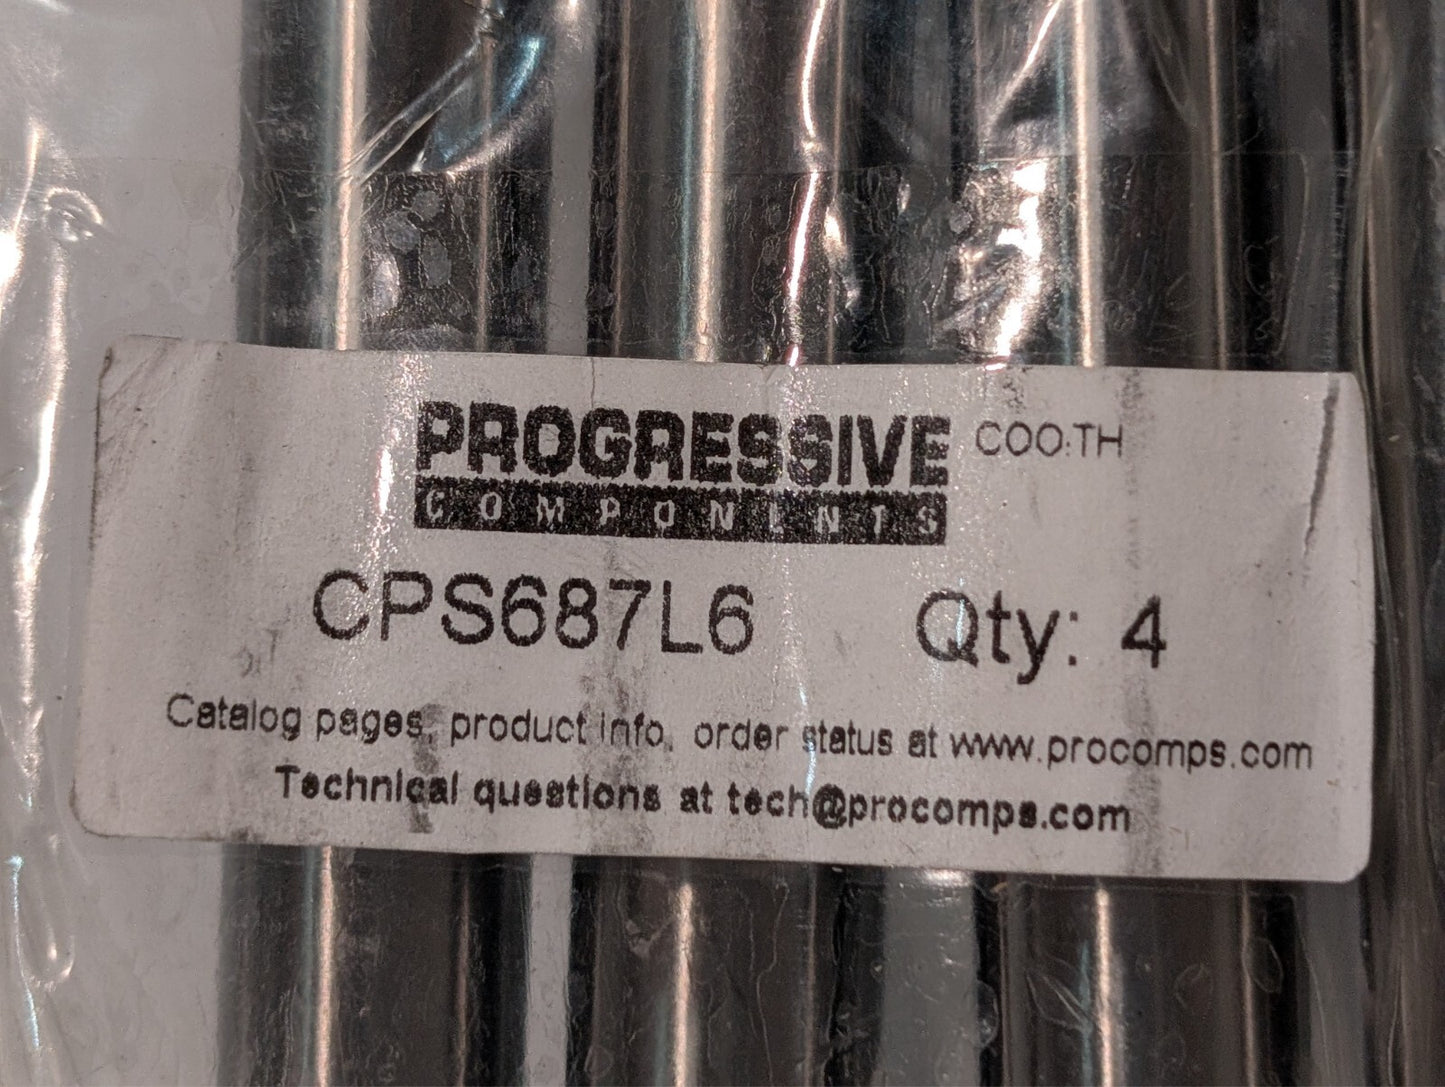 PROGRESSIVE COO:TH
COMPONENTS
CPS687L6 Qty: 4
Catalog pages, product info, order status at www.procomps.com
Technical questions at tech@procomps.com